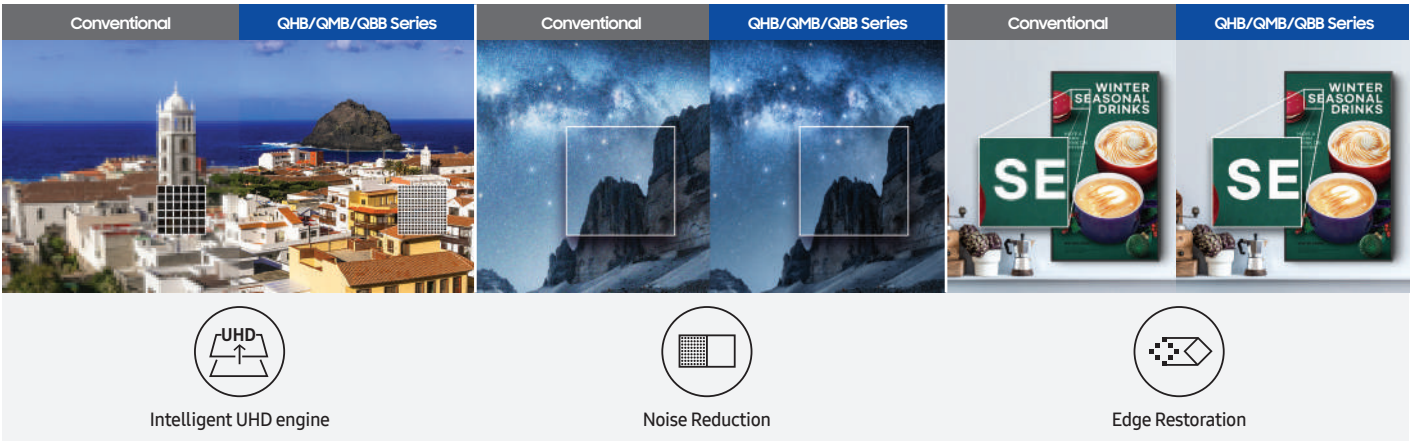 Conventional
QHB/QMB/QBB Series
Conventional
QHB/QMB/QBB Series
Conventional
QHB/QMB/QBB Series
WINTER
SEASONAL
DRINKS
SE
WINTER
SEASONAL
DRINKS
SE
UHD
Intelligent UHD engine
Noise Reduction
Edge Restoration